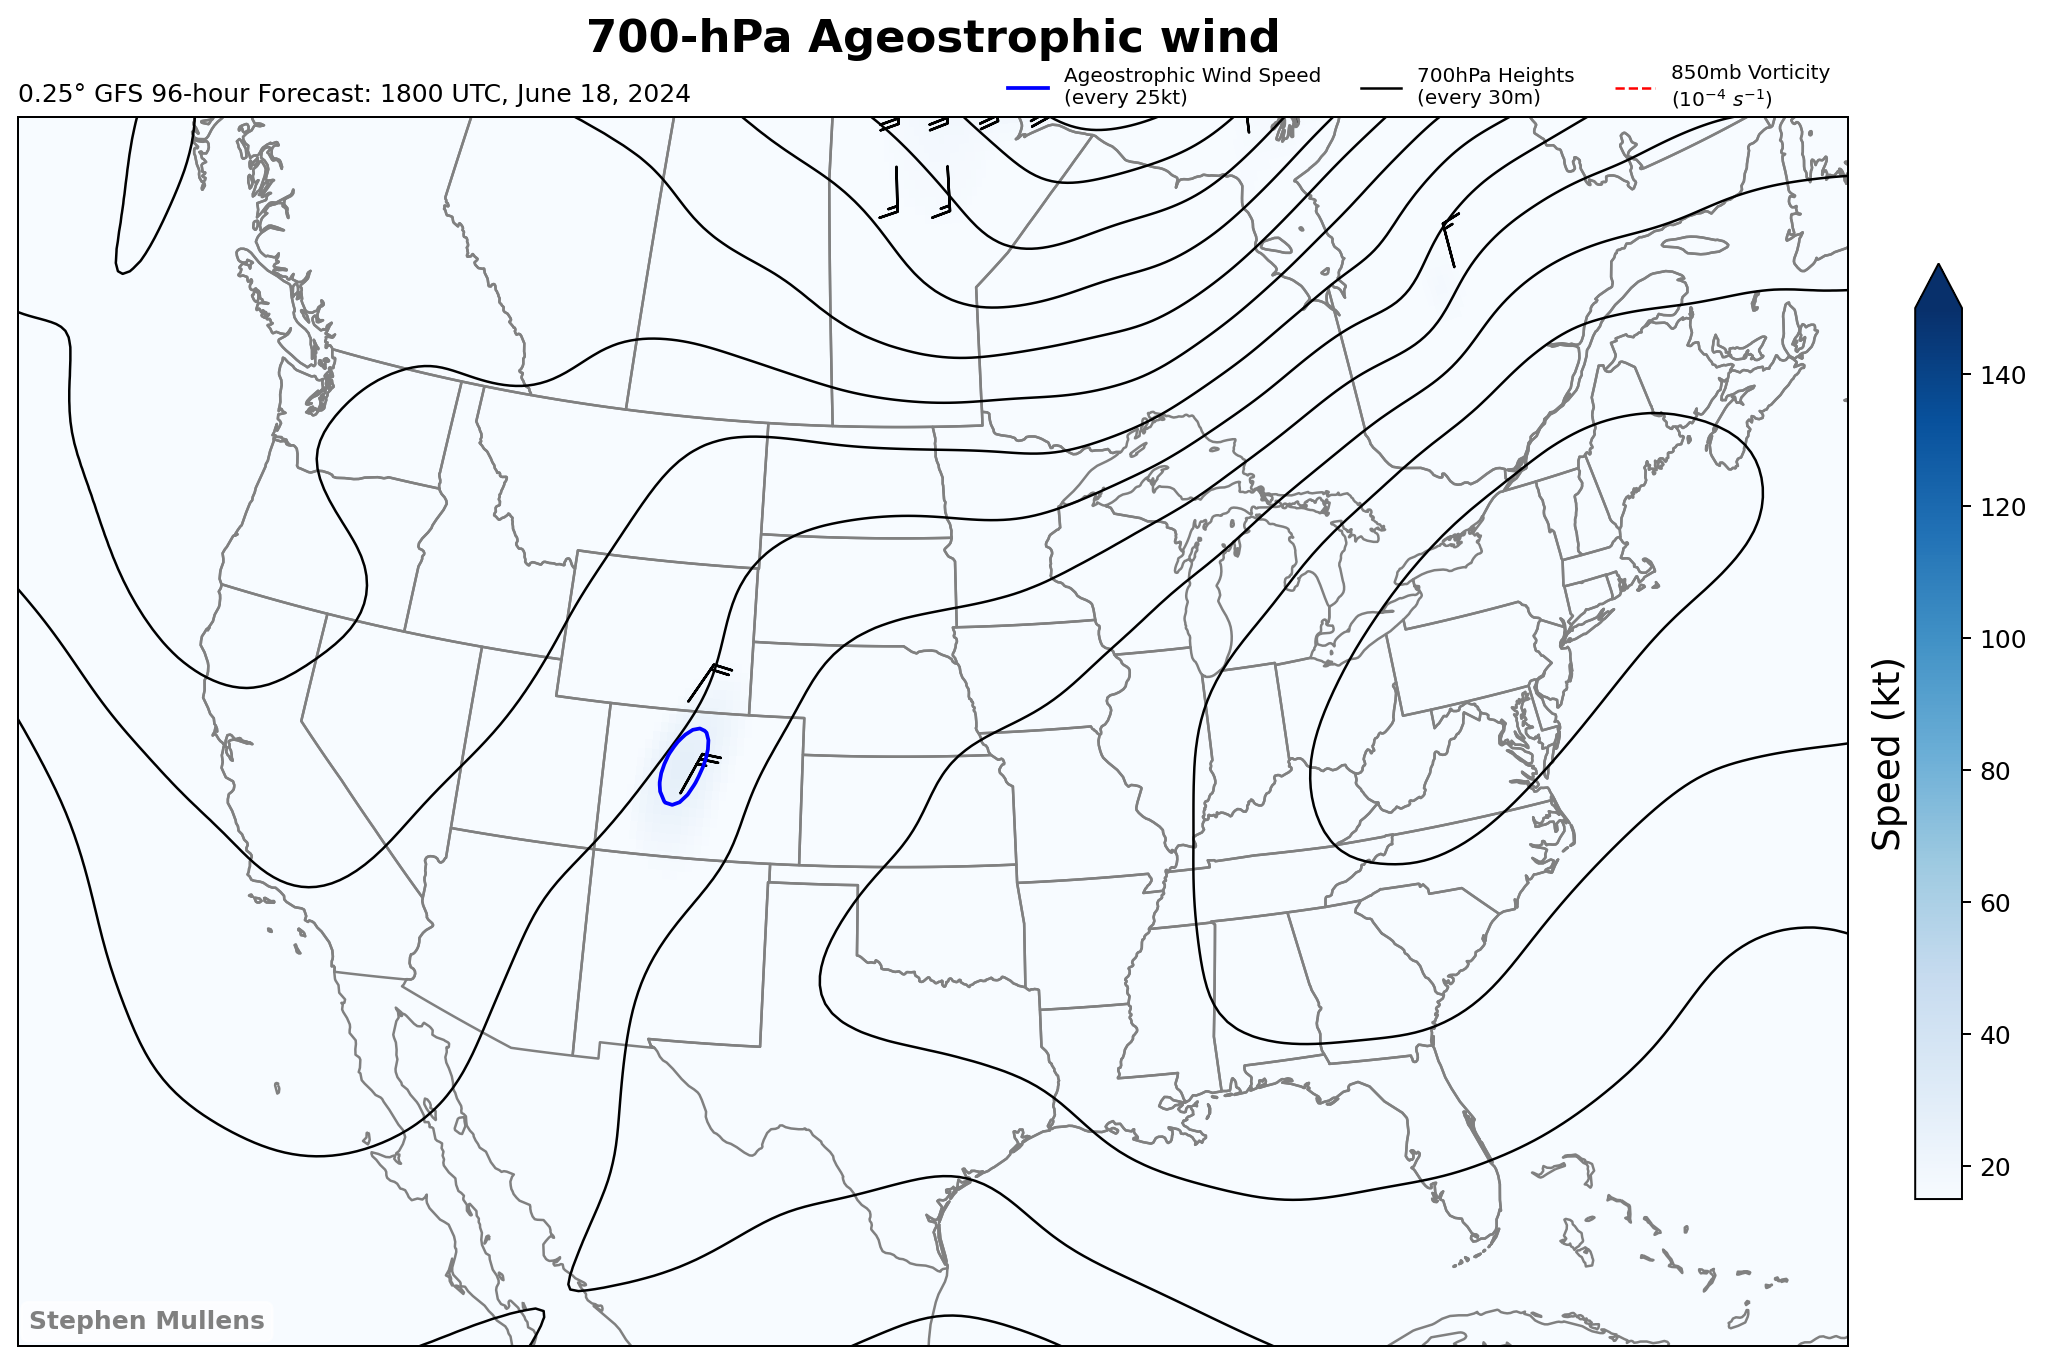 700-hPa Ageostrophic wind
0.25° GFS 96-hour Forecast: 1800 UTC, June 18, 2024
Ageostrophic Wind Speed
(every 25kt)
700hPa Heights
(every 30m)
850mb Vorticity
(10⁻⁴ s⁻¹)
140
120
100
80
60
40
20
Speed (kt)
Stephen Mullens